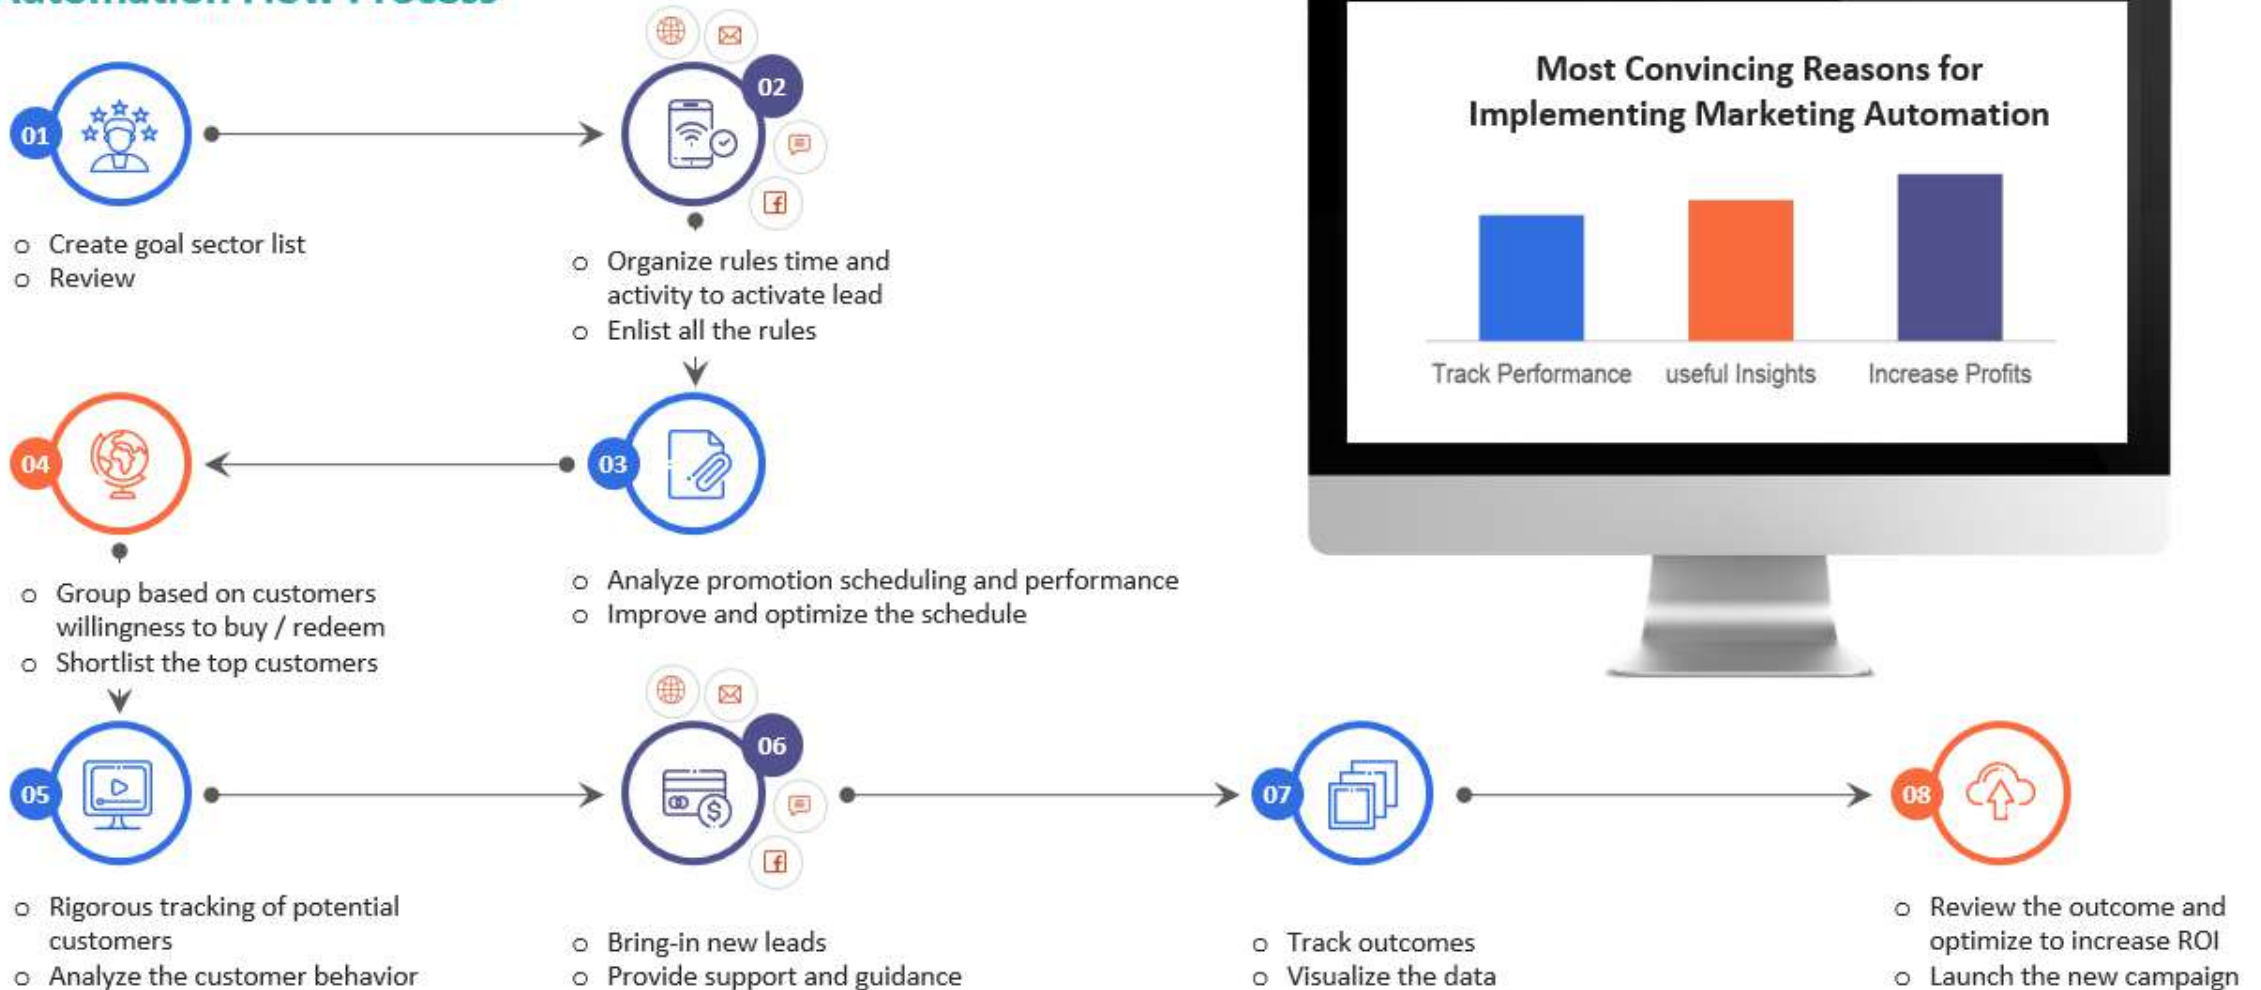 Automation Flow Process
01
02
Create goal sector list
Review
Organize rules time and
activity to activate lead
Enlist all the rules
Most Convincing Reasons for
Implementing Marketing Automation
Track Performance
useful Insights
Increase Profits
03
Analyze promotion scheduling and performance
Improve and optimize the schedule
04
Group based on customers
willingness to buy / redeem
Shortlist the top customers
05
Rigorous tracking of potential
customers
Analyze the customer behavior
06
Bring-in new leads
Provide support and guidance
07
Track outcomes
Visualize the data
08
Review the outcome and
optimize to increase ROI
Launch the new campaign